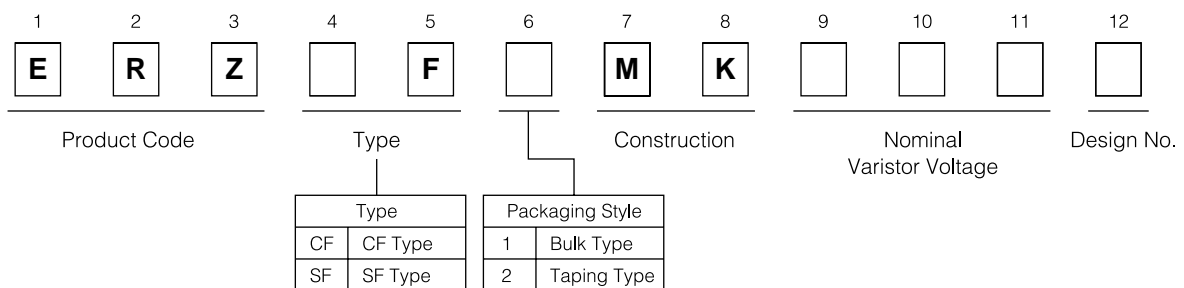 1 2 3 4 5 6 7 8 9 10 11 12
E R Z F M K
Product Code Type Construction Nominal Varistor Voltage Design No.
Type
CF CF Type
SF SF Type
Packaging Style
1 Bulk Type
2 Taping Type